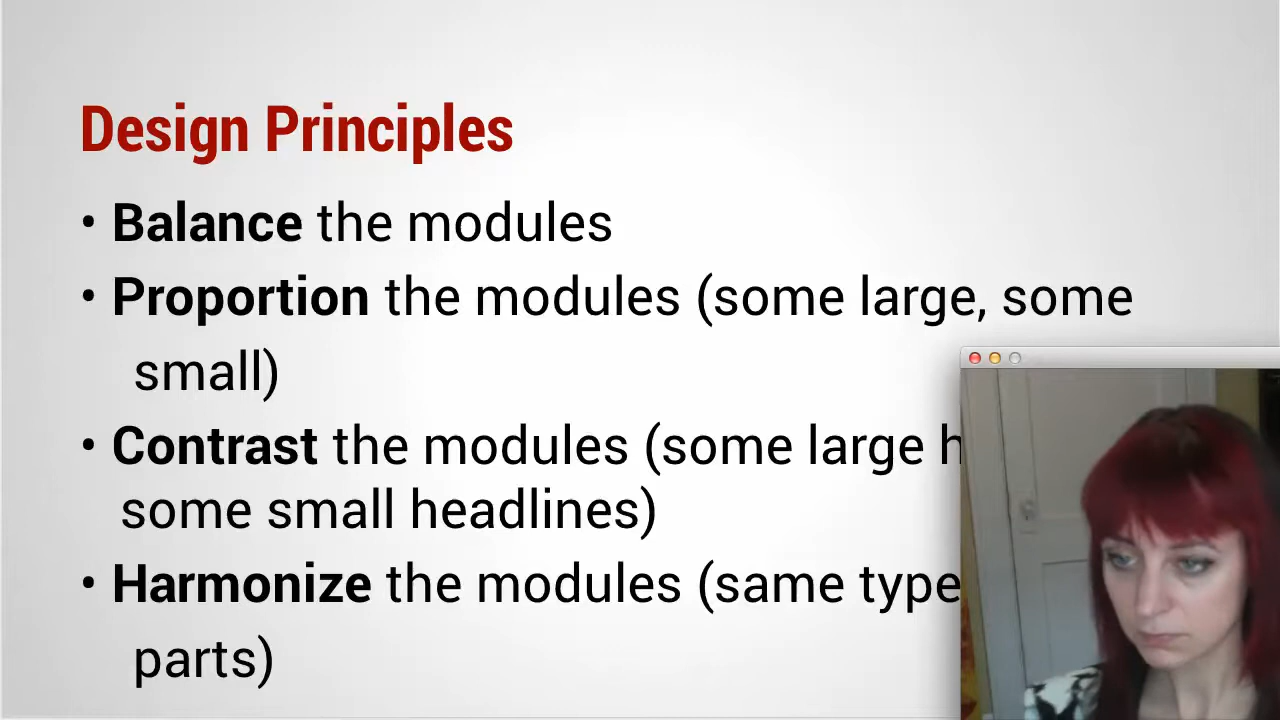 Design Principles
• Balance the modules
• Proportion the modules (some large, some
small)
• Contrast the modules (some large
some small headlines)
• Harmonize the modules (same type
parts)